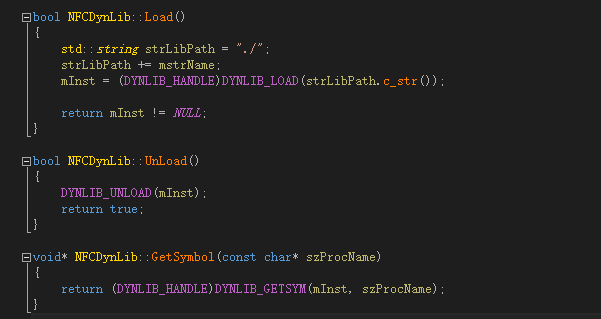 bool NFCDynLib::Load()
{
std::string strLibPath = "./";
strLibPath += mstrName;
mInst = (DYNLIB_HANDLE)DYNLIB_LOAD(strLibPath.c_str());
return mInst != NULL;
}
bool NFCDynLib::UnLoad()
{
DYNLIB_UNLOAD(mInst);
return true;
}
void* NFCDynLib::GetSymbol(const char* szProcName)
{
return (DYNLIB_HANDLE)DYNLIB_GETSYM(mInst, szProcName);
}